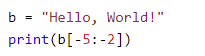 b = "Hello, World!"
print(b[-5:-2])